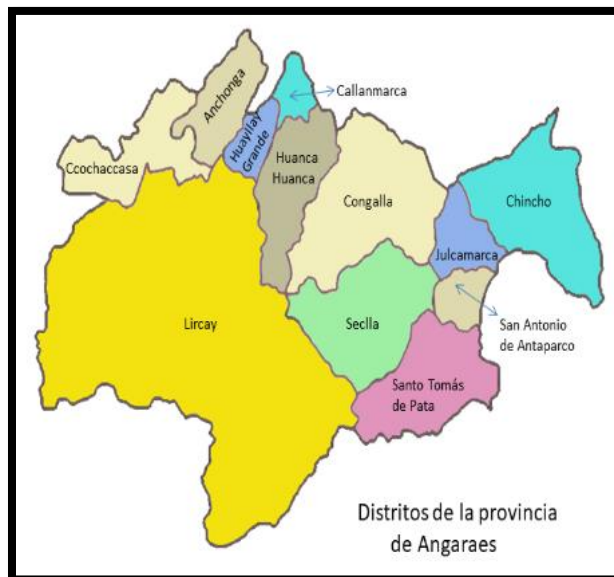 Anchonga
Callanmarca
Ccochaccasa
Huayllay
Grande
Huanca
Huanca
Congalla
Chincho
Julcamarca
Lircay
Seclla
San Antonio
de Antaparco
Santo Tomás
de Pata
Distritos de la provincia
de Angaraes